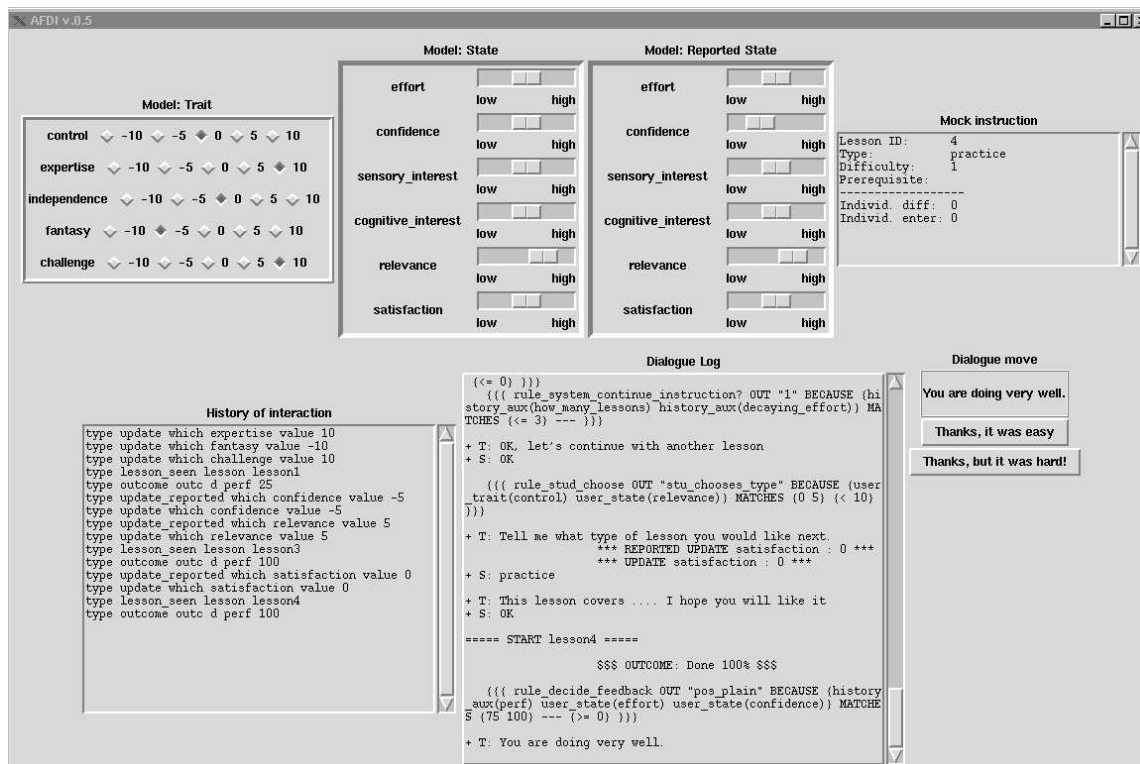 AFDI v.0.5
Model: Trait
control -10 -5 0 5 10
expertise -10 -5 0 5 10
independence -10 -5 0 5 10
fantasy -10 -5 0 5 10
challenge -10 -5 0 5 10
Model: State
effort
low high
confidence
low high
sensory_interest
low high
cognitive_interest
low high
relevance
low high
satisfaction
low high
Model: Reported State
effort
low high
confidence
low high
sensory_interest
low high
cognitive_interest
low high
relevance
low high
satisfaction
low high
Mock instruction
Lesson ID: 4
Type: practice
Difficulty: 1
Prerequisite:
------------------
Individ. diff: 0
Individ. enter: 0
History of interaction
type update which expertise value 10
type update which fantasy value -10
type update which challenge value 10
type lesson_seen lesson lesson1
type outcome outc d perf 25
type update_reported which confidence value -5
type update which confidence value -5
type update_reported which relevance value 5
type update which relevance value 5
type lesson_seen lesson lesson3
type outcome outc d perf 100
type update_reported which satisfaction value 0
type update which satisfaction value 0
type lesson_seen lesson lesson4
type outcome outc d perf 100
Dialogue Log
{<= 0} }}}
{{{ rule_system_continue_instruction? OUT "1" BECAUSE {hi
story_aux(how_many_lessons) history_aux(decaying_effort)} MA
TCHES {<= 3} --- }}}
+ T: OK, let's continue with another lesson
+ S: OK
{{{ rule_stud_choose OUT "stu_chooses_type" BECAUSE {user
_trait(control) user_state(relevance)} MATCHES {0 5} {< 10}
}}}
+ T: Tell me what type of lesson you would like next.
*** REPORTED UPDATE satisfaction : 0 ***
*** UPDATE satisfaction : 0 ***
+ S: practice
+ T: This lesson covers .... I hope you will like it
+ S: OK
===== START lesson4 =====
$$$ OUTCOME: Done 100% $$$
{{{ rule_decide_feedback OUT "pos_plain" BECAUSE {history
_aux(perf) user_state(effort) user_state(confidence)} MATCHE
S {75 100} --- {>= 0} }}}
+ T: You are doing very well.
Dialogue move
You are doing very well.
Thanks, it was easy
Thanks, but it was hard!